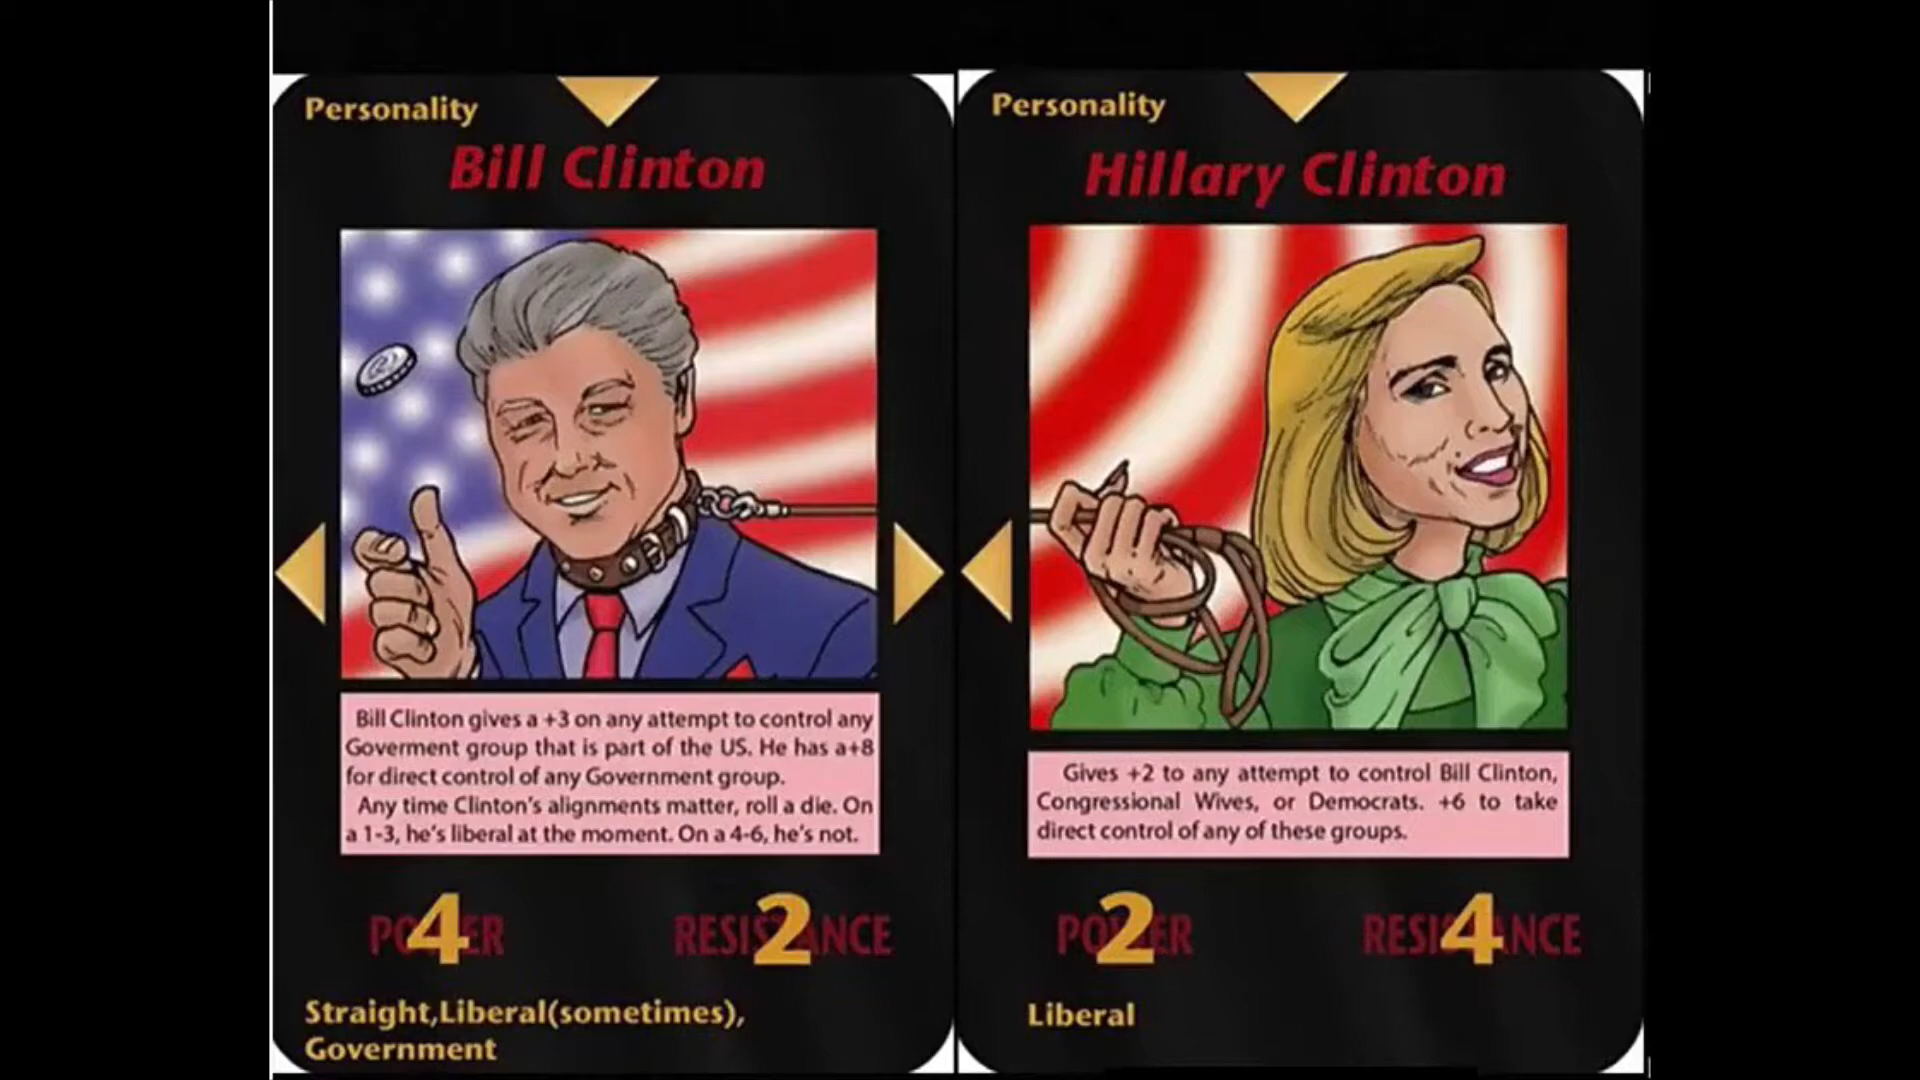 Personality
Bill Clinton
Bill Clinton gives a +3 on any attempt to control any
Goverment group that is part of the US. He has a+8
for direct control of any Government group.
Any time Clinton's alignments matter, roll a die. On
a 1-3, he's liberal at the moment. On a 4-6, he's not.
POWER 4
RESISTANCE 2
Straight,Liberal(sometimes),
Government
Personality
Hillary Clinton
Gives +2 to any attempt to control Bill Clinton,
Congressional Wives, or Democrats. +6 to take
direct control of any of these groups.
POWER 2
RESISTANCE 4
Liberal